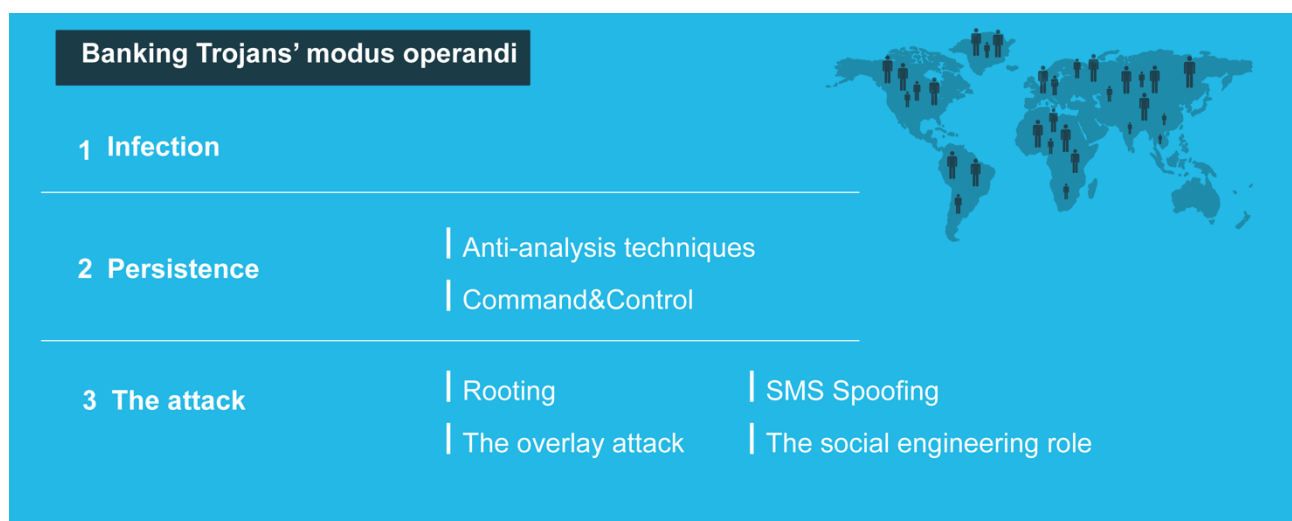 Banking Trojans’ modus operandi
1 Infection
2 Persistence
Anti-analysis techniques
Command&Control
3 The attack
Rooting
SMS Spoofing
The overlay attack
The social engineering role